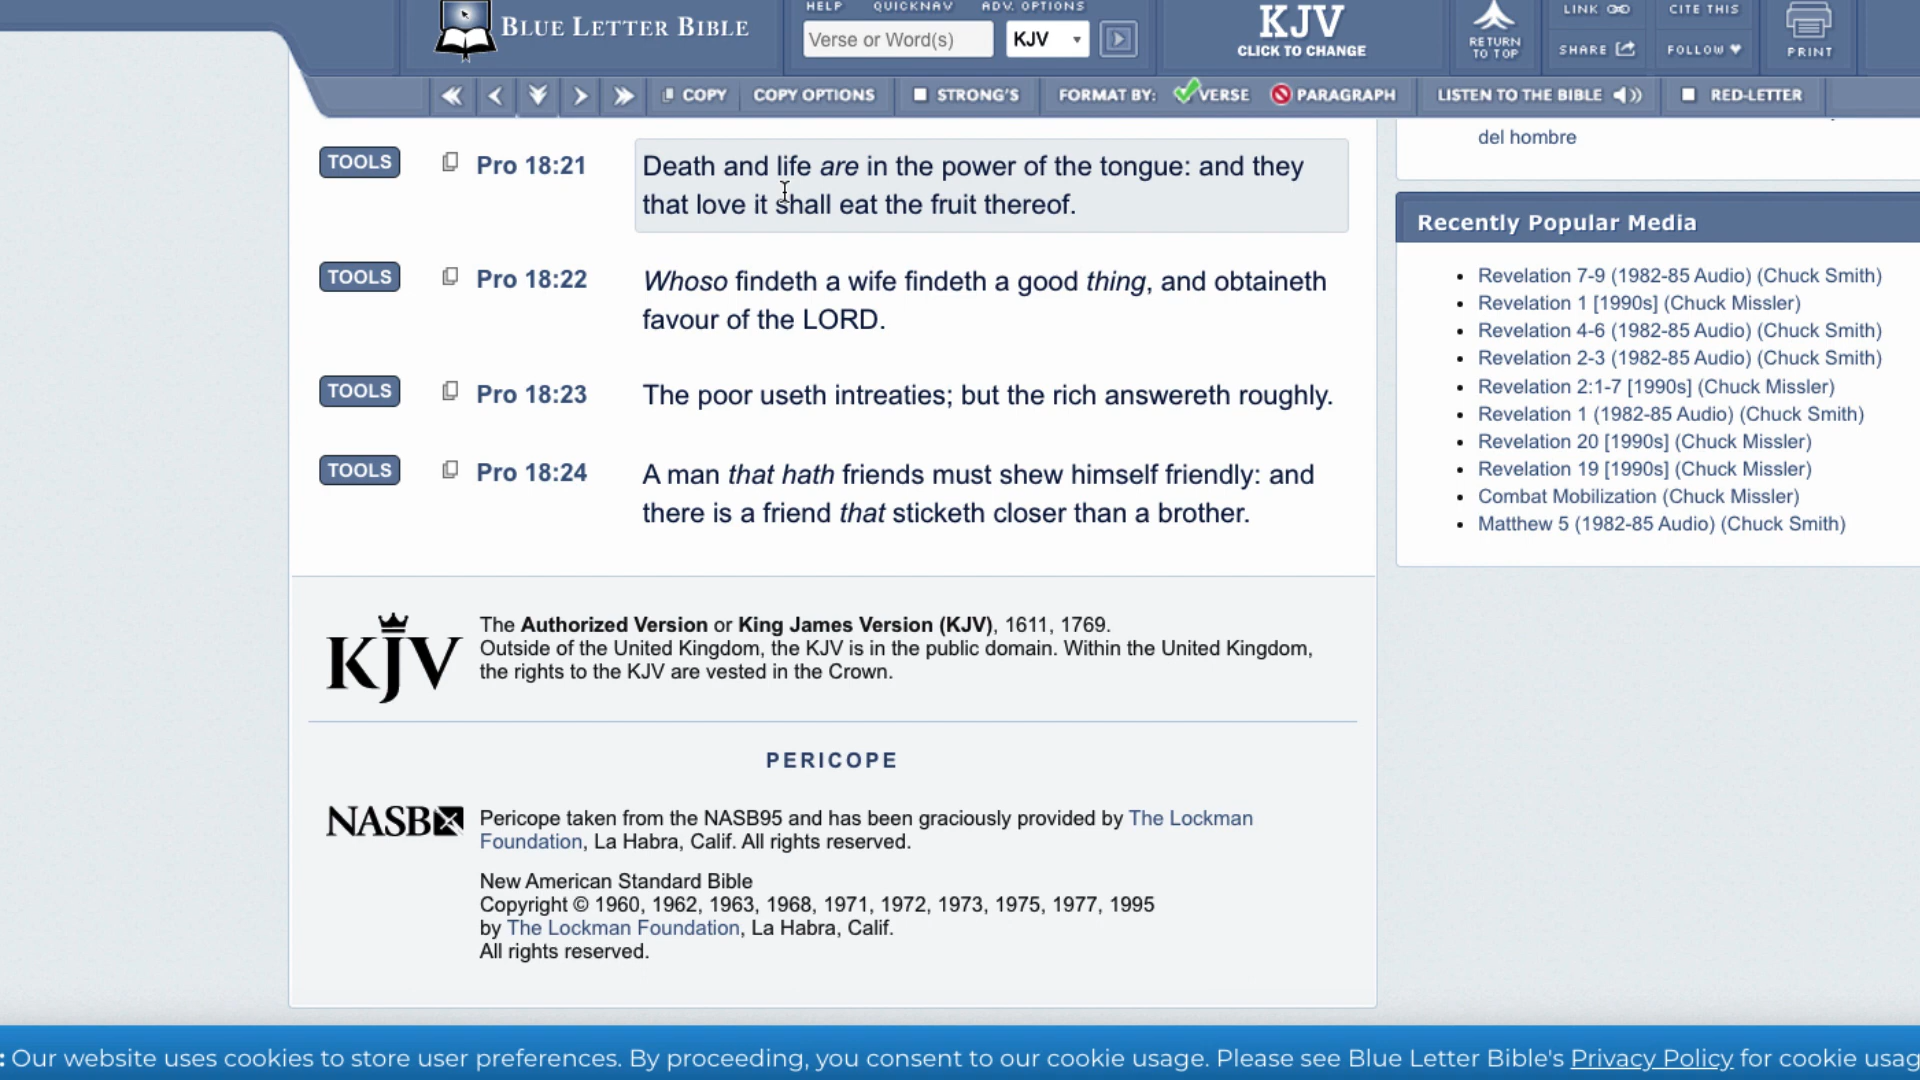 HELP QUICKNAV ADV. OPTIONS
BLUE LETTER BIBLE
Verse or Word(s) KJV
KJV
CLICK TO CHANGE
RETURN
TO TOP
LINK
SHARE
CITE THIS
FOLLOW
PRINT
COPY COPY OPTIONS STRONG'S FORMAT BY: VERSE PARAGRAPH LISTEN TO THE BIBLE RED-LETTER
TOOLS Pro 18:21 Death and life are in the power of the tongue: and they
that love it shall eat the fruit thereof.
TOOLS Pro 18:22 Whoso findeth a wife findeth a good thing, and obtaineth
favour of the LORD.
TOOLS Pro 18:23 The poor useth intreaties; but the rich answereth roughly.
TOOLS Pro 18:24 A man that hath friends must shew himself friendly: and
there is a friend that sticketh closer than a brother.
KJV
The Authorized Version or King James Version (KJV), 1611, 1769.
Outside of the United Kingdom, the KJV is in the public domain. Within the United Kingdom,
the rights to the KJV are vested in the Crown.
PERICOPE
NASB
Pericope taken from the NASB95 and has been graciously provided by The Lockman
Foundation, La Habra, Calif. All rights reserved.
New American Standard Bible
Copyright © 1960, 1962, 1963, 1968, 1971, 1972, 1973, 1975, 1977, 1995
by The Lockman Foundation, La Habra, Calif.
All rights reserved.
del hombre
Recently Popular Media
• Revelation 7-9 (1982-85 Audio) (Chuck Smith)
• Revelation 1 [1990s] (Chuck Missler)
• Revelation 4-6 (1982-85 Audio) (Chuck Smith)
• Revelation 2-3 (1982-85 Audio) (Chuck Smith)
• Revelation 2:1-7 [1990s] (Chuck Missler)
• Revelation 1 (1982-85 Audio) (Chuck Smith)
• Revelation 20 [1990s] (Chuck Missler)
• Revelation 19 [1990s] (Chuck Missler)
• Combat Mobilization (Chuck Missler)
• Matthew 5 (1982-85 Audio) (Chuck Smith)
: Our website uses cookies to store user preferences. By proceeding, you consent to our cookie usage. Please see Blue Letter Bible's Privacy Policy for cookie usag